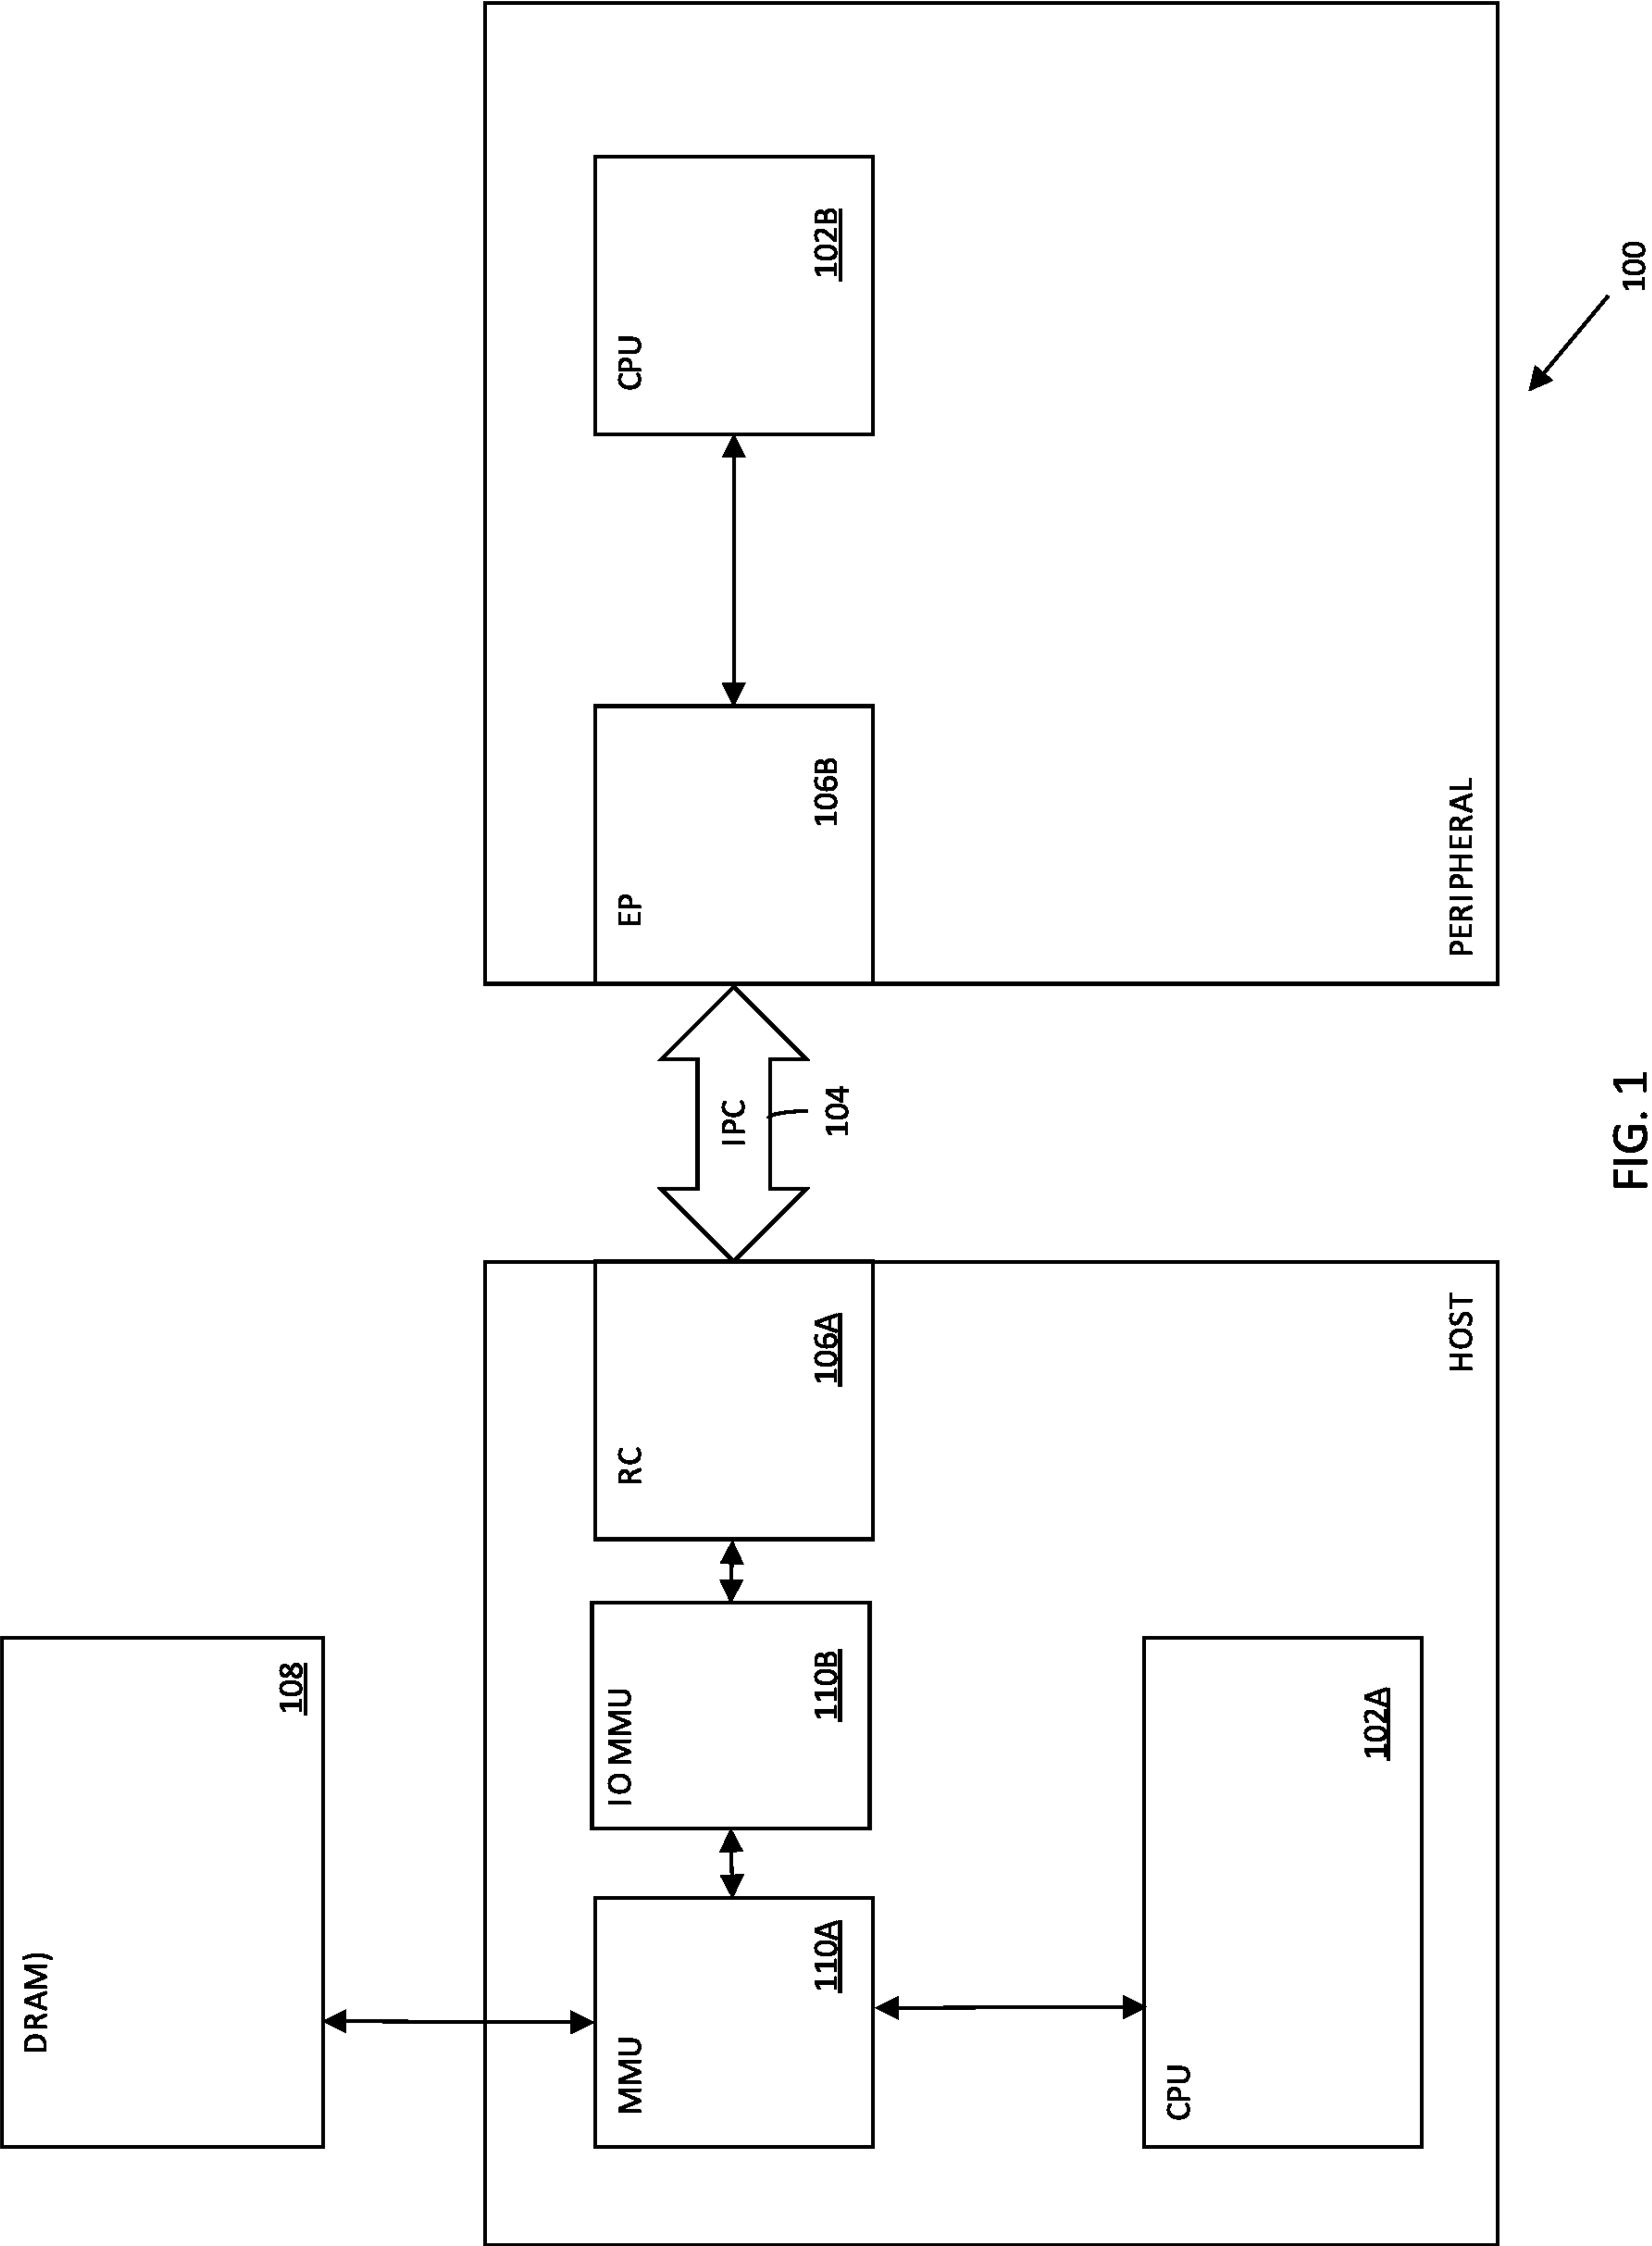 DRAM)
108
MMU
110A
IO MMU
110B
RC
106A
IPC
104
EP
106B
CPU
102B
CPU
102A
HOST
PERIPHERAL
100
FIG. 1